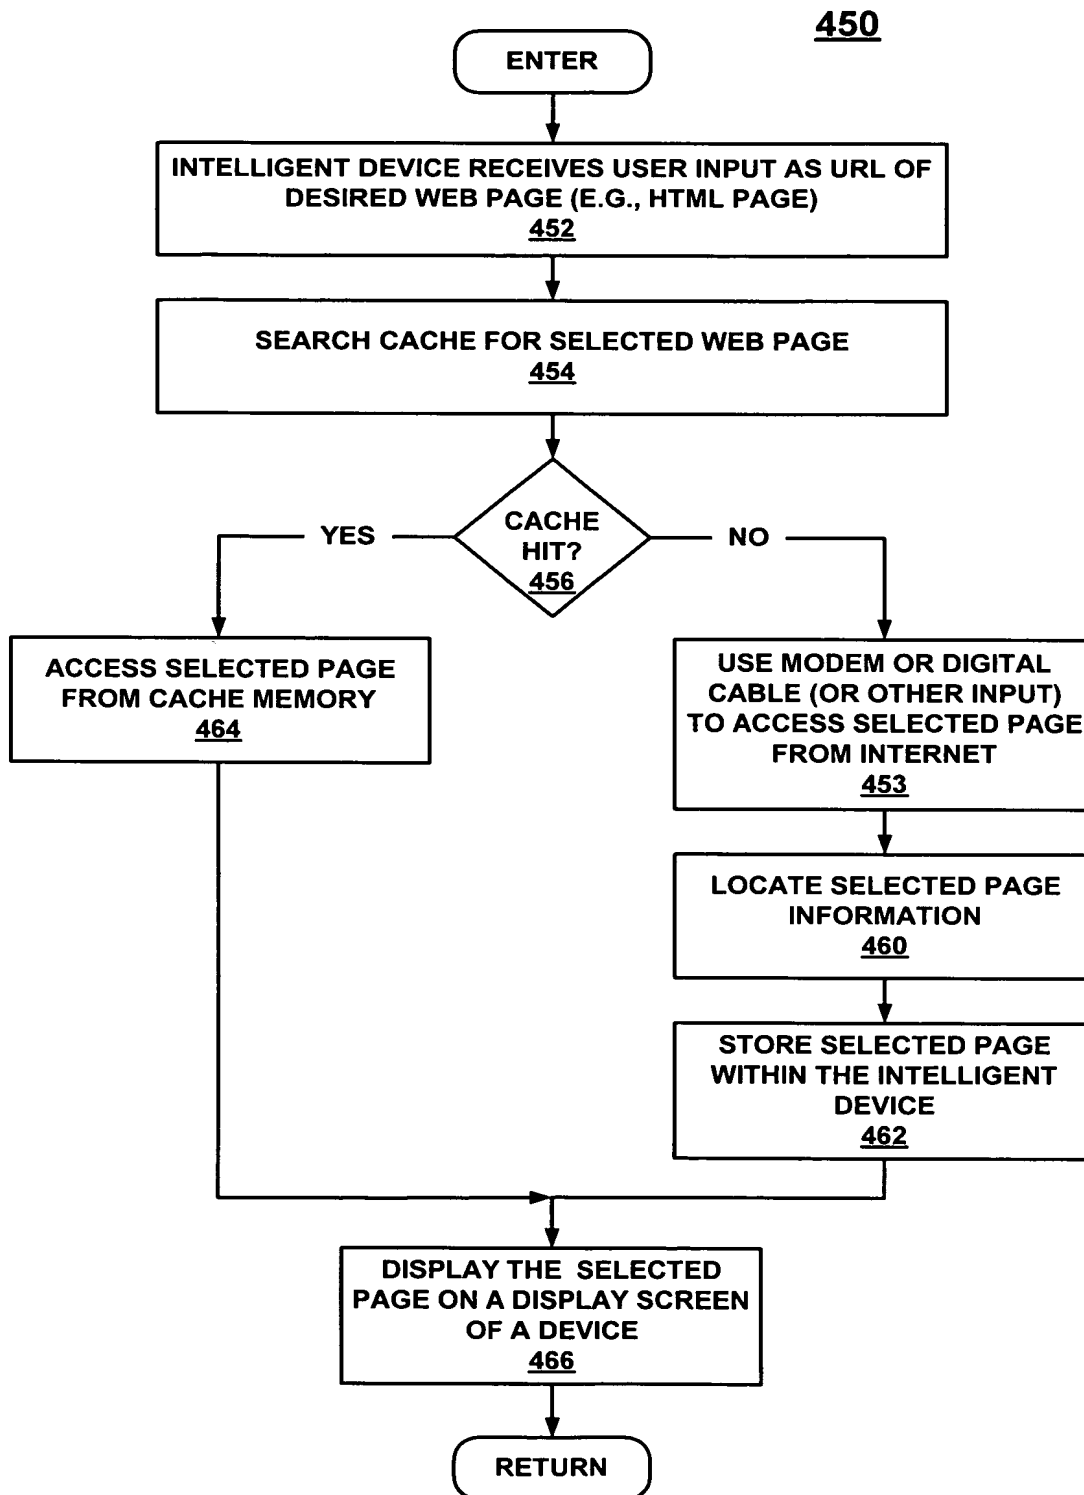 450
ENTER
INTELLIGENT DEVICE RECEIVES USER INPUT AS URL OF
DESIRED WEB PAGE (E.G., HTML PAGE)
452
SEARCH CACHE FOR SELECTED WEB PAGE
454
CACHE
HIT?
456
YES
NO
ACCESS SELECTED PAGE
FROM CACHE MEMORY
464
USE MODEM OR DIGITAL
CABLE (OR OTHER INPUT)
TO ACCESS SELECTED PAGE
FROM INTERNET
453
LOCATE SELECTED PAGE
INFORMATION
460
STORE SELECTED PAGE
WITHIN THE INTELLIGENT
DEVICE
462
DISPLAY THE SELECTED
PAGE ON A DISPLAY SCREEN
OF A DEVICE
466
RETURN